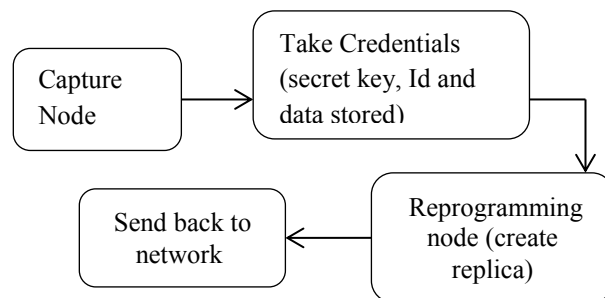 Capture
Node
Take Credentials
(secret key, Id and
data stored)
Reprogramming
node (create
replica)
Send back to
network